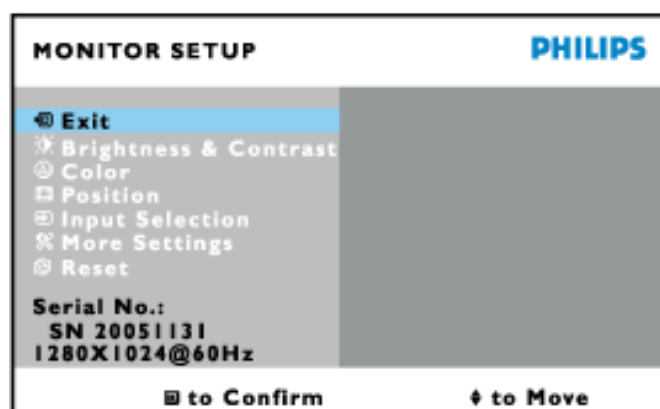 MONITOR SETUP PHILIPS
Exit
Brightness & Contrast
Color
Position
Input Selection
More Settings
Reset
Serial No.:
SN 20051131
1280X1024@60Hz
to Confirm to Move